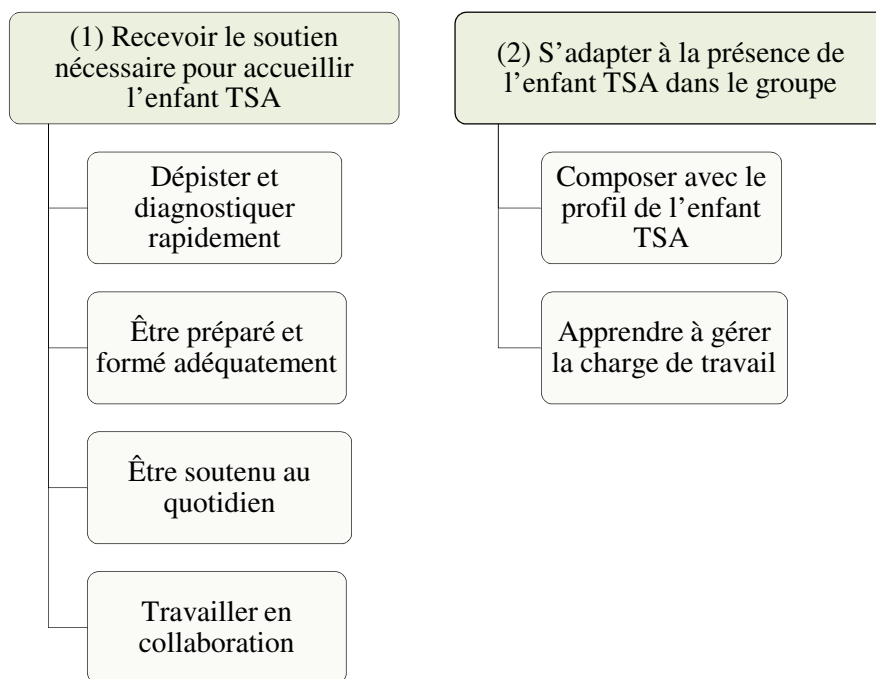 (1) Recevoir le soutien
nécessaire pour accueillir
l’enfant TSA
Dépister et
diagnostiquer
rapidement
Être préparé et
formé adéquatement
Être soutenu au
quotidien
Travailler en
collaboration
(2) S’adapter à la présence de
l’enfant TSA dans le groupe
Composer avec le
profil de l’enfant
TSA
Apprendre à gérer
la charge de travail